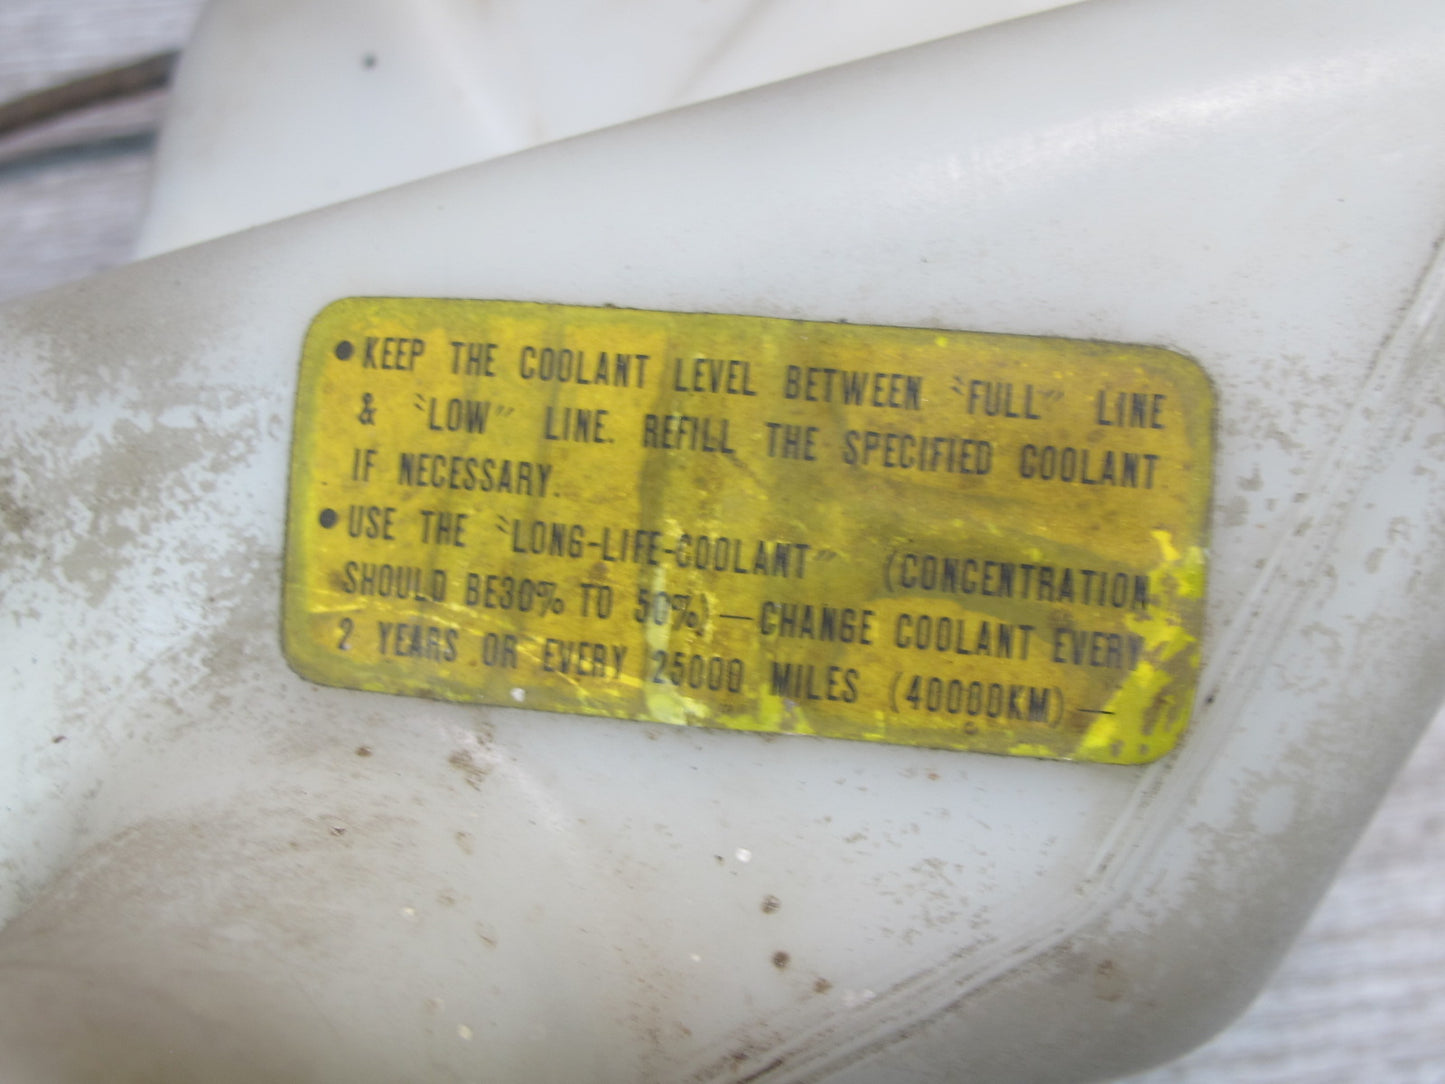 ● KEEP THE COOLANT LEVEL BETWEEN "FULL" LINE
& "LOW" LINE. REFILL THE SPECIFIED COOLANT
IF NECESSARY.
● USE THE "LONG-LIFE-COOLANT" (CONCENTRATION
SHOULD BE30% TO 50%)—CHANGE COOLANT EVERY
2 YEARS OR EVERY 25000 MILES (40000KM)—